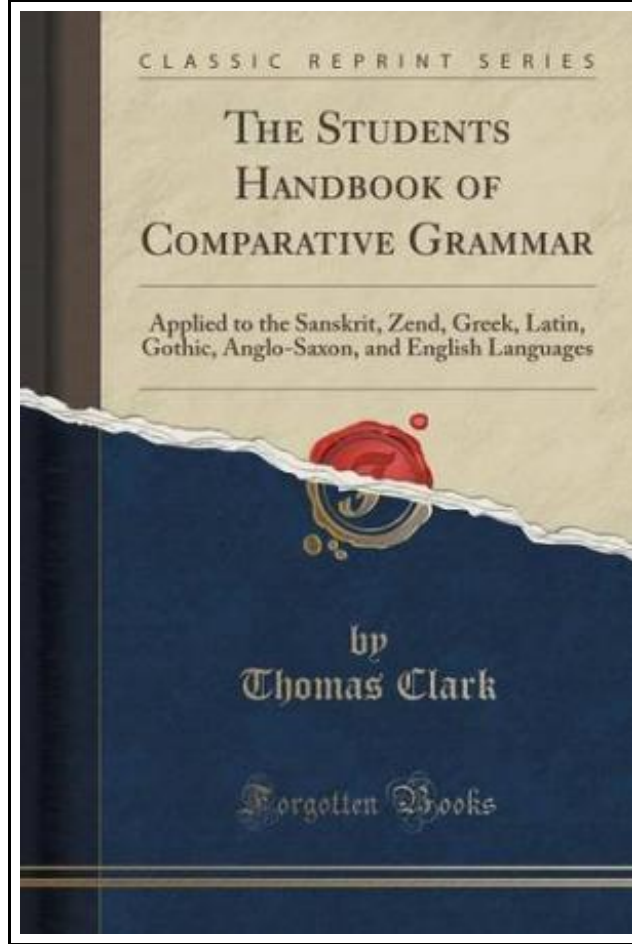 CLASSIC REPRINT SERIES
THE STUDENTS
HANDBOOK OF
COMPARATIVE GRAMMAR
Applied to the Sanskrit, Zend, Greek, Latin,
Gothic, Anglo-Saxon, and English Languages
by
Thomas Clark
Forgotten Books